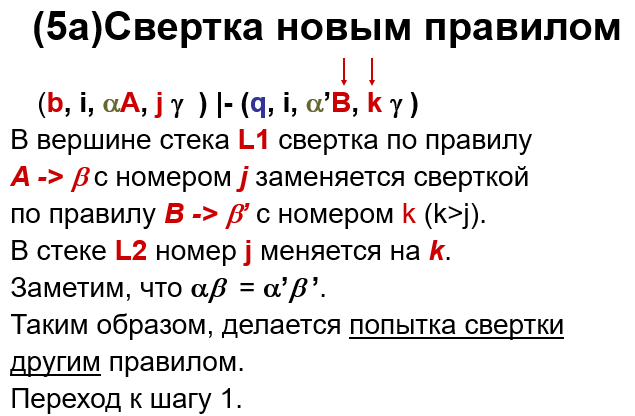 (5а)Свертка новым правилом
(b, i, αA, j γ ) |- (q, i, α’B, k γ )
В вершине стека L1 свертка по правилу
A -> β с номером j заменяется сверткой
по правилу B -> β’ с номером k (k>j).
В стеке L2 номер j меняется на k.
Заметим, что αβ = α’β’.
Таким образом, делается попытка свертки
другим правилом.
Переход к шагу 1.